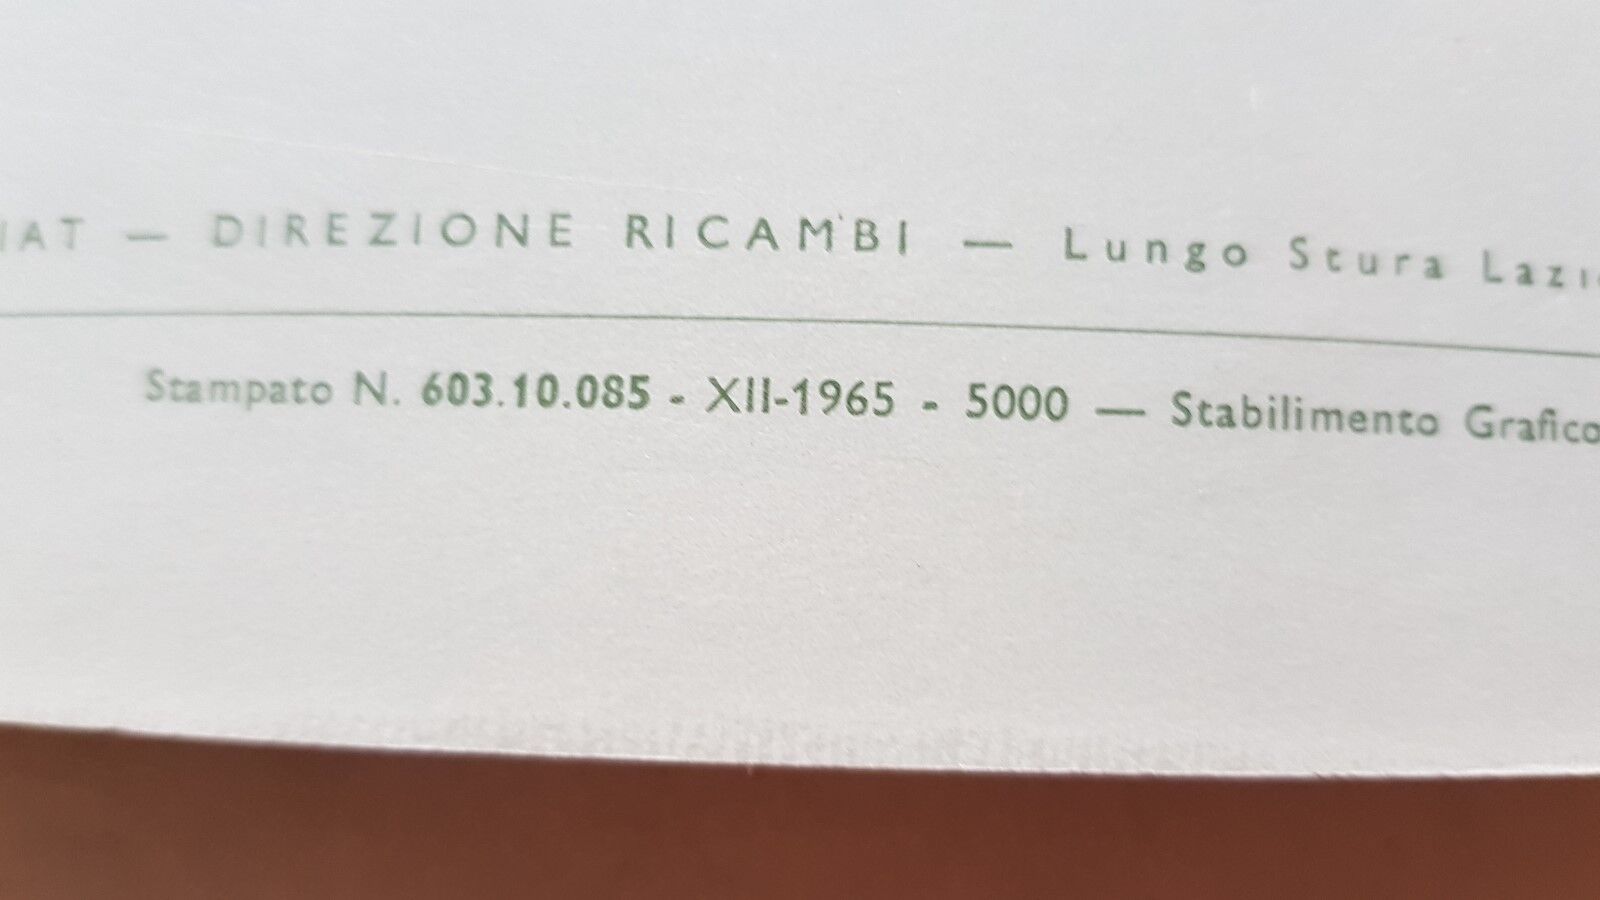 IAT — DIREZIONE RICAMBI — Lungo Stura Lazi
Stampato N. 603.10.085 - XII-1965 - 5000 — Stabilimento Grafico